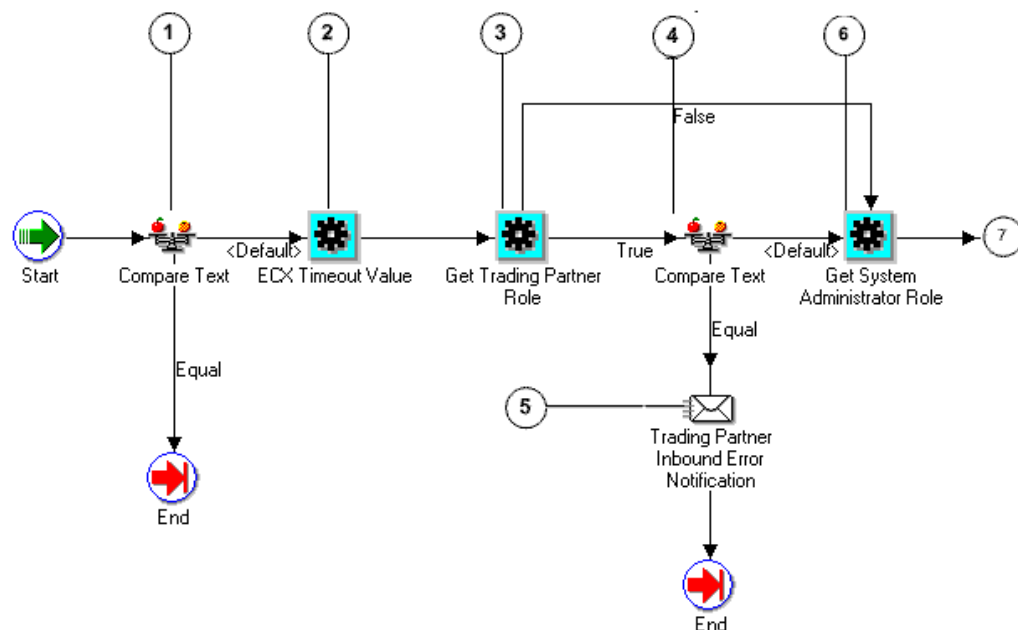 1
2
3
4
6
False
<Default>
True
<Default>
7
Start
Compare Text
ECX Timeout Value
Get Trading Partner
Role
Compare Text
Get System
Administrator Role
Equal
Equal
5
Trading Partner
Inbound Error
Notification
End
End